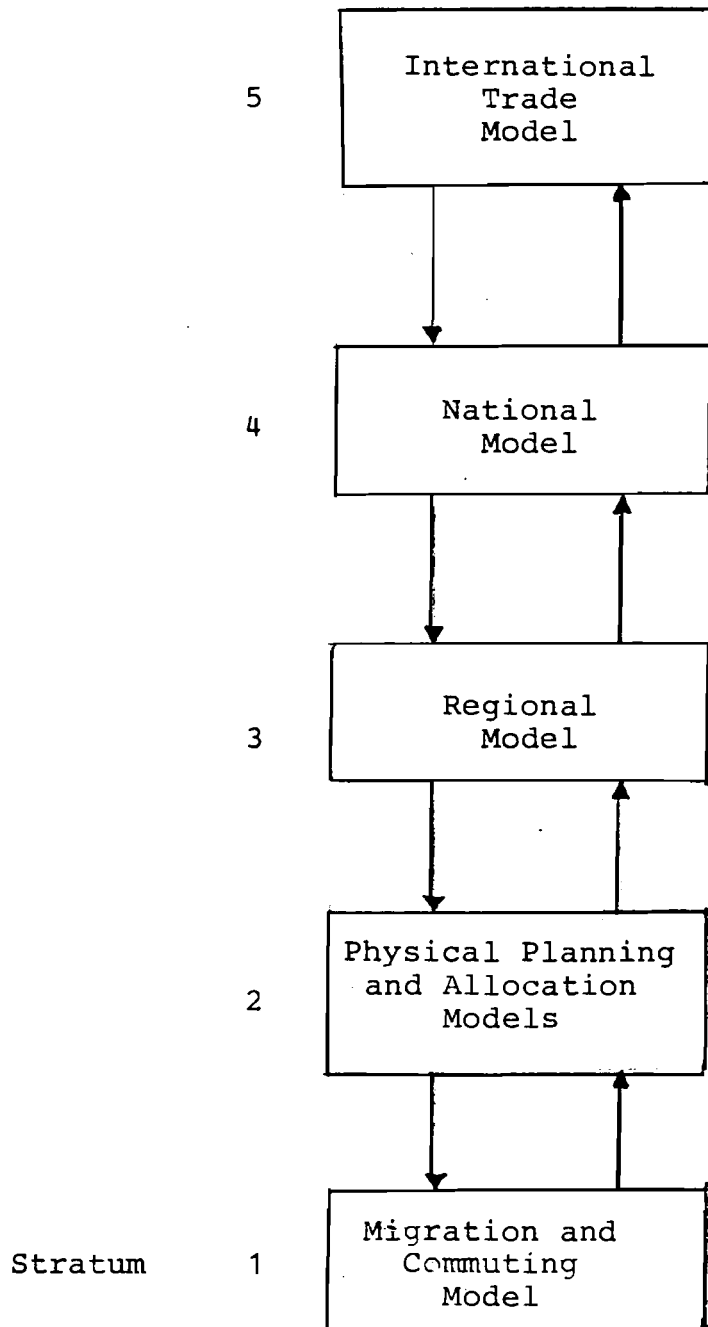 International
5 Trade
Model
National
4 Model
Regional
3 Model
Physical Planning
and Allocation
2 Models
Migration and
Stratum 1 Commuting
Model